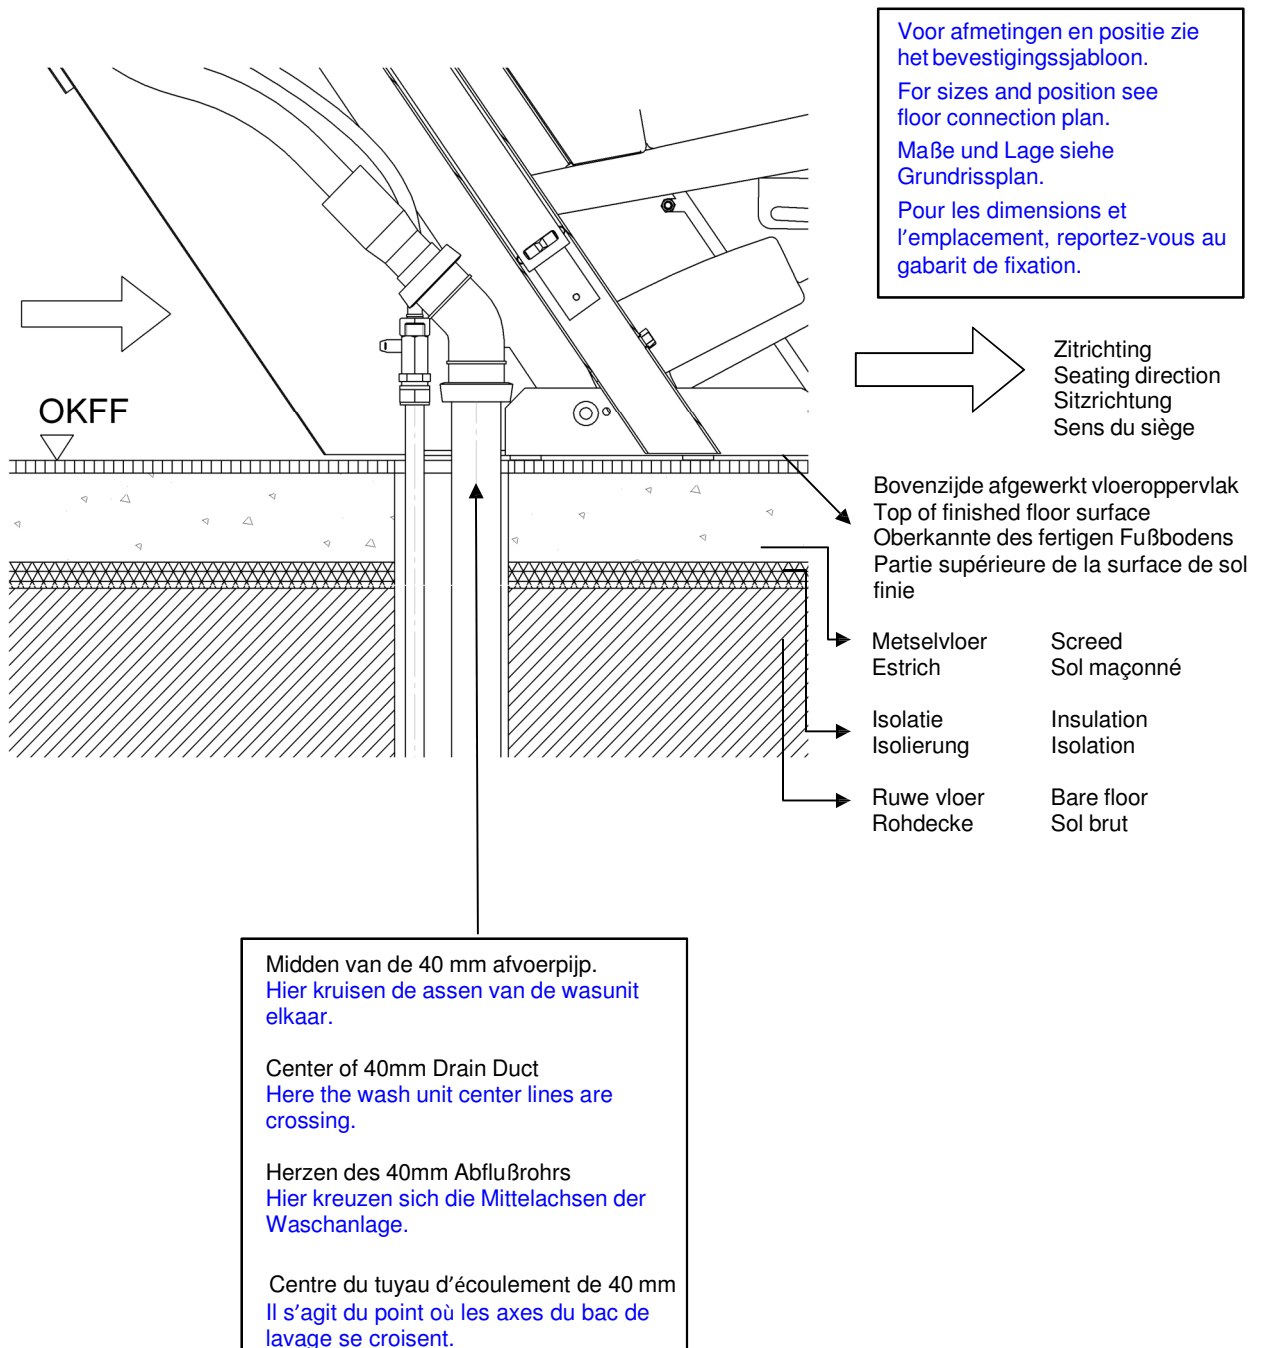 Voor afmetingen en positie zie
het bevestigingssjabloon.
For sizes and position see
floor connection plan.
Maße und Lage siehe
Grundrissplan.
Pour les dimensions et
l'emplacement, reportez-vous au
gabarit de fixation.
Zitrichting
Seating direction
Sitzrichtung
Sens du siège
OKFF
Bovenzijde afgewerkt vloeroppervlak
Top of finished floor surface
Oberkannte des fertigen Fußbodens
Partie supérieure de la surface de sol
finie
Metselvloer Screed
Estrich Sol maçonné
Isolatie Insulation
Isolierung Isolation
Ruwe vloer Bare floor
Rohdecke Sol brut
Midden van de 40 mm afvoerpijp.
Hier kruisen de assen van de wasunit
elkaar.
Center of 40mm Drain Duct
Here the wash unit center lines are
crossing.
Herzen des 40mm Abflußrohrs
Hier kreuzen sich die Mittelachsen der
Waschanlage.
Centre du tuyau d'écoulement de 40 mm
Il s'agit du point où les axes du bac de
lavage se croisent.